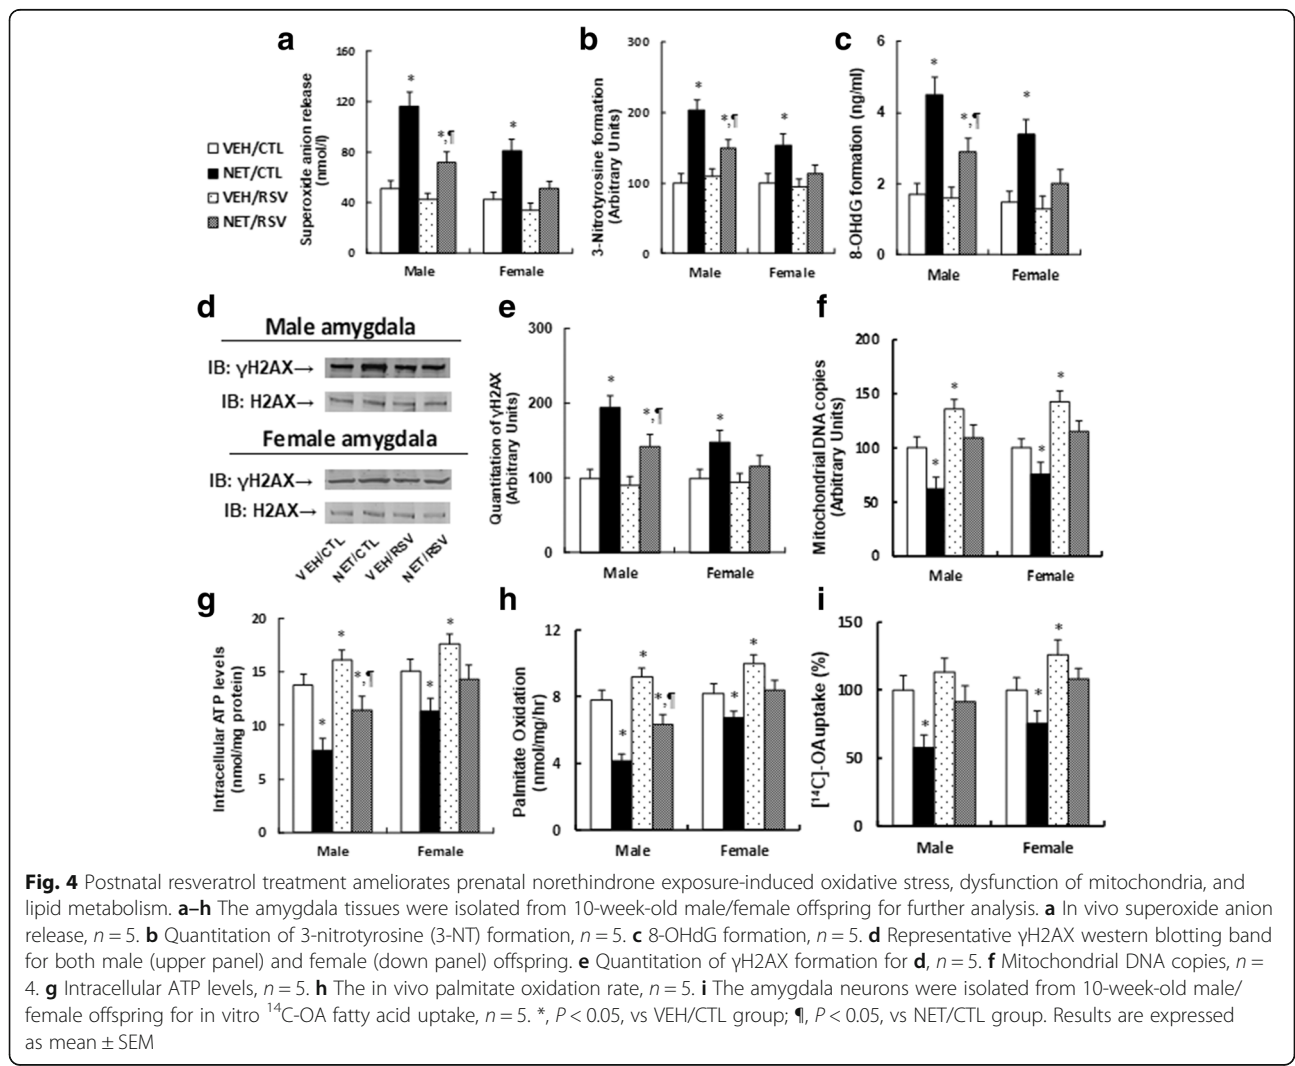 a
160
120
80
40
0
Superoxide anion release
(nmol/l)
*
*,¶
*
Male
Female
VEH/CTL
NET/CTL
VEH/RSV
NET/RSV
b
300
200
100
0
3-Nitrotyrosine formation
(Arbitrary Units)
*
*,¶
*
Male
Female
c
6
4
2
0
8-OHdG formation (ng/ml)
*
*,¶
*
Male
Female
d
Male amygdala
IB: γH2AX→
IB: H2AX→
Female amygdala
IB: γH2AX→
IB: H2AX→
VEH/CTL
NET/CTL
VEH/RSV
NET/RSV
e
300
200
100
0
Quantitation of γH2AX
(Arbitrary Units)
*
*,¶
*
Male
Female
f
200
150
100
50
0
Mitochondrial DNA copies
(Arbitrary Units)
*
*
*
*
Male
Female
g
20
15
10
5
0
Intracellular ATP levels
(nmol/mg protein)
*
*
*,¶
*
*
Male
Female
h
12
8
4
0
Palmitate Oxidation
(nmol/mg/hr)
*
*
*,¶
*
*
Male
Female
i
150
100
50
0
[¹⁴C]-OA uptake (%)
*
*
*
Male
Female
Fig. 4 Postnatal resveratrol treatment ameliorates prenatal norethindrone exposure-induced oxidative stress, dysfunction of mitochondria, and
lipid metabolism. a–h The amygdala tissues were isolated from 10-week-old male/female offspring for further analysis. a In vivo superoxide anion
release, n = 5. b Quantitation of 3-nitrotyrosine (3-NT) formation, n = 5. c 8-OHdG formation, n = 5. d Representative γH2AX western blotting band
for both male (upper panel) and female (down panel) offspring. e Quantitation of γH2AX formation for d, n = 5. f Mitochondrial DNA copies, n =
4. g Intracellular ATP levels, n = 5. h The in vivo palmitate oxidation rate, n = 5. i The amygdala neurons were isolated from 10-week-old male/
female offspring for in vitro ¹⁴C-OA fatty acid uptake, n = 5. *, P < 0.05, vs VEH/CTL group; ¶, P < 0.05, vs NET/CTL group. Results are expressed
as mean ± SEM